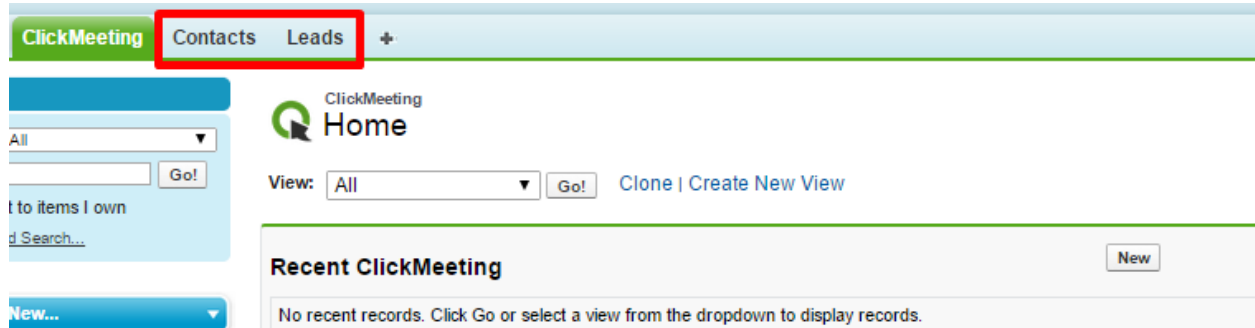 ClickMeeting Contacts Leads +
ClickMeeting
Home
All
Go!
View: All Go! Clone | Create New View
t to items I own
d Search...
Recent ClickMeeting New
New...
No recent records. Click Go or select a view from the dropdown to display records.